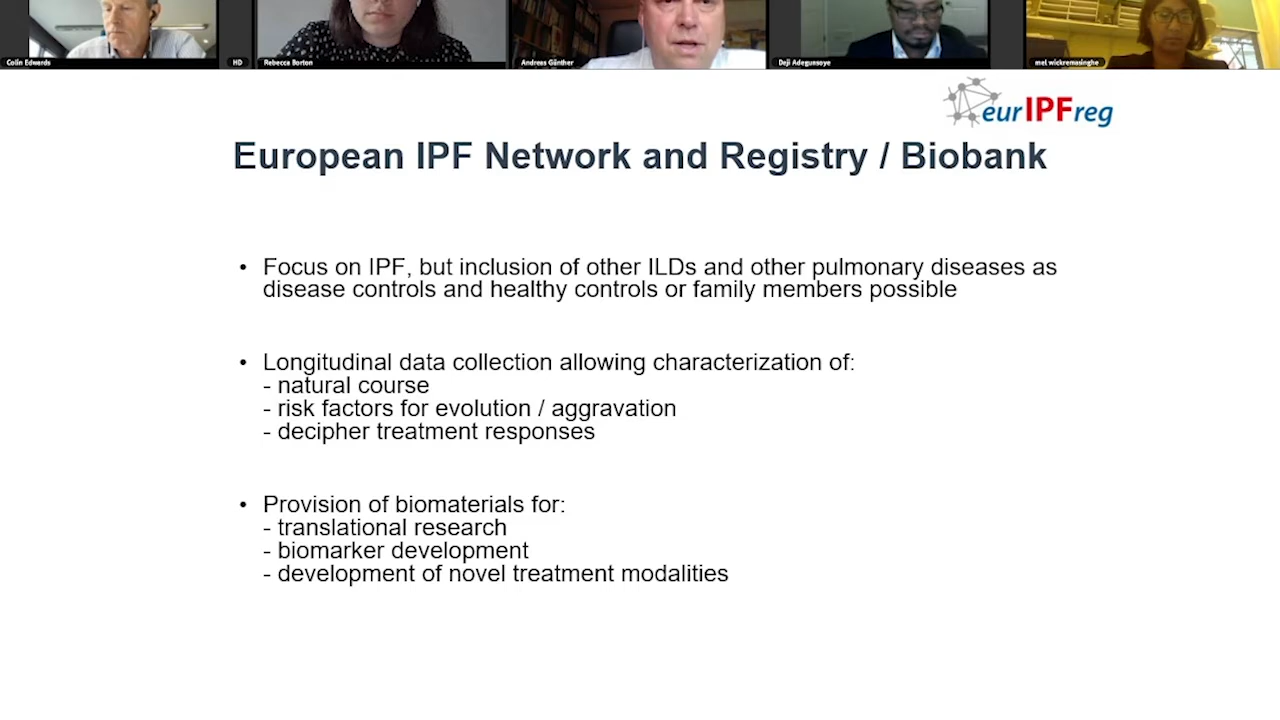 Colin Edwards
HD
Rebecca Borton
Andreas Günther
Deji Adegunsoye
mel wickremasinghe
eurIPFreg
European IPF Network and Registry / Biobank
• Focus on IPF, but inclusion of other ILDs and other pulmonary diseases as
disease controls and healthy controls or family members possible
• Longitudinal data collection allowing characterization of:
- natural course
- risk factors for evolution / aggravation
- decipher treatment responses
• Provision of biomaterials for:
- translational research
- biomarker development
- development of novel treatment modalities